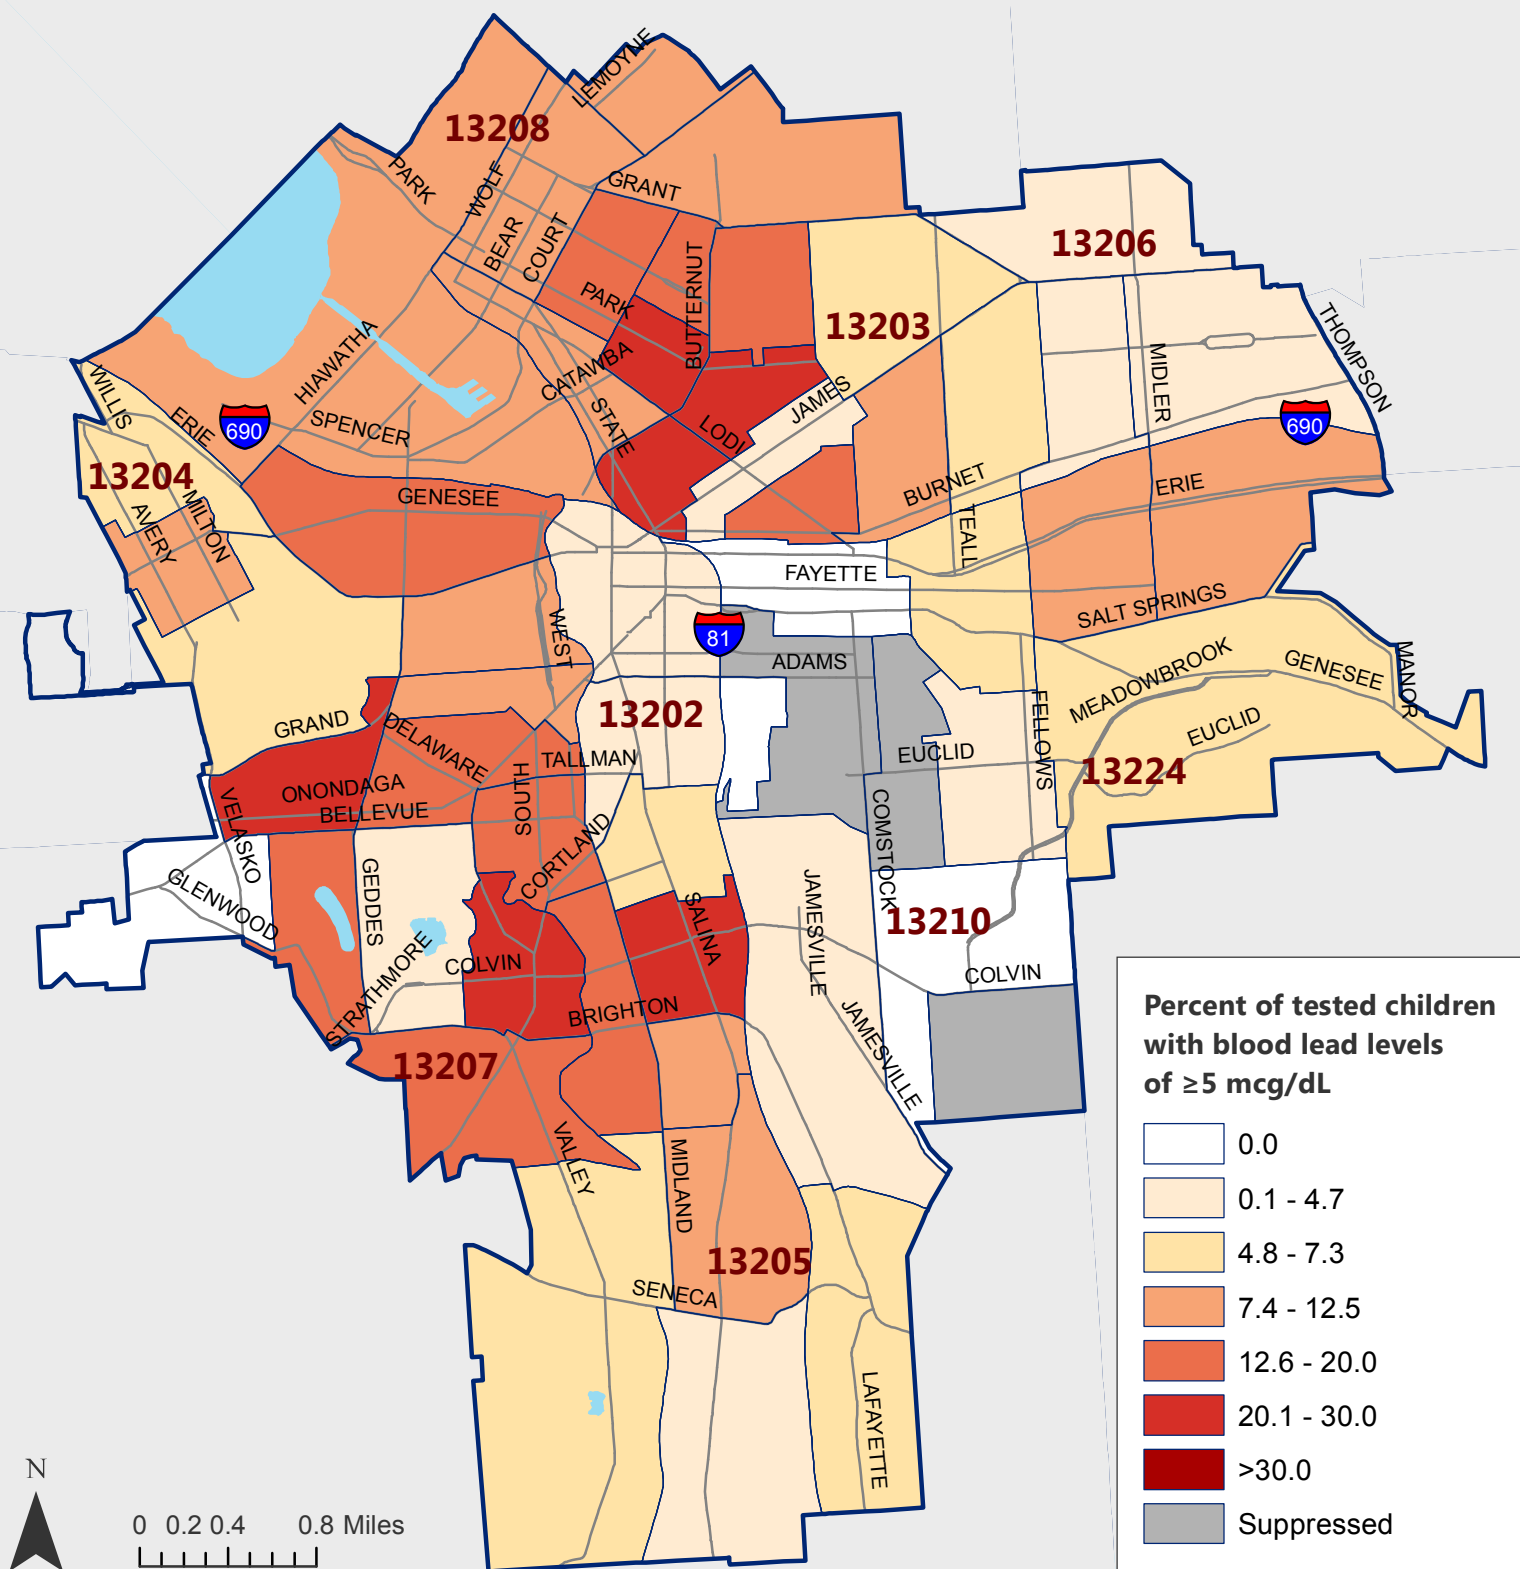 LEMOYNE
13208
PARK
WOLF
GRANT
BEAR
COURT
13206
BUTTERNUT
PARK
13203
THOMPSON
HIAWATHA
MIDLER
CATAWBA
WILLIS
JAMES
ERIE
690
SPENCER
STATE
LODI
690
13204
GENESEE
BURNET
ERIE
MILTON
AVERY
TEALL
FAYETTE
SALT SPRINGS
WEST
81
ADAMS
MEADOWBROOK
GENESEE
MANOR
13202
FELLOWS
GRAND
DELAWARE
EUCLID
TALLMAN
EUCLID
13224
ONONDAGA
SOUTH
BELLEVUE
VELASKO
COMSTOCK
CORTLAND
GEDDES
GLENWOOD
JAMESVILLE
SALINA
13210
STRATHMORE
COLVIN
COLVIN
BRIGHTON
JAMESVILLE
13207
VALLEY
MIDLAND
13205
SENECA
LAFAYETTE
Percent of tested children
with blood lead levels
of ≥5 mcg/dL
0.0
0.1 - 4.7
4.8 - 7.3
7.4 - 12.5
12.6 - 20.0
20.1 - 30.0
>30.0
Suppressed
N
0 0.2 0.4 0.8 Miles